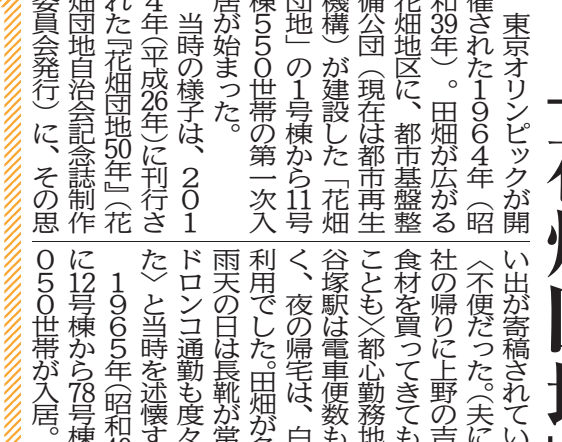 東京オリンピックが開
催された1964年（昭
和39年）。田畑が広がる
花畑地区に、都市基盤整
備公団（現在は都市再生
機構）が建設した「花畑
団地」の1号棟から11号
棟550世帯の第一次入
居が始まった。
当時の様子は、201
4年（平成26年）に刊行さ
れた『花畑団地50年』（花
畑団地自治会記念誌制作
委員会発行）に、その思
い出が寄稿されてい
〈不便だった。（夫に
社の帰りに上野の吉
食材を買ってきても
ことも〉〈都心勤務地
谷塚駅は電車便数も
く、夜の帰宅は、白
利用でした。田畑が多
雨天の日は長靴が常
ドロンコ通勤も度々
た〉と当時を述懐す
1965年（昭和40
に12号棟から78号棟
050世帯が入居。